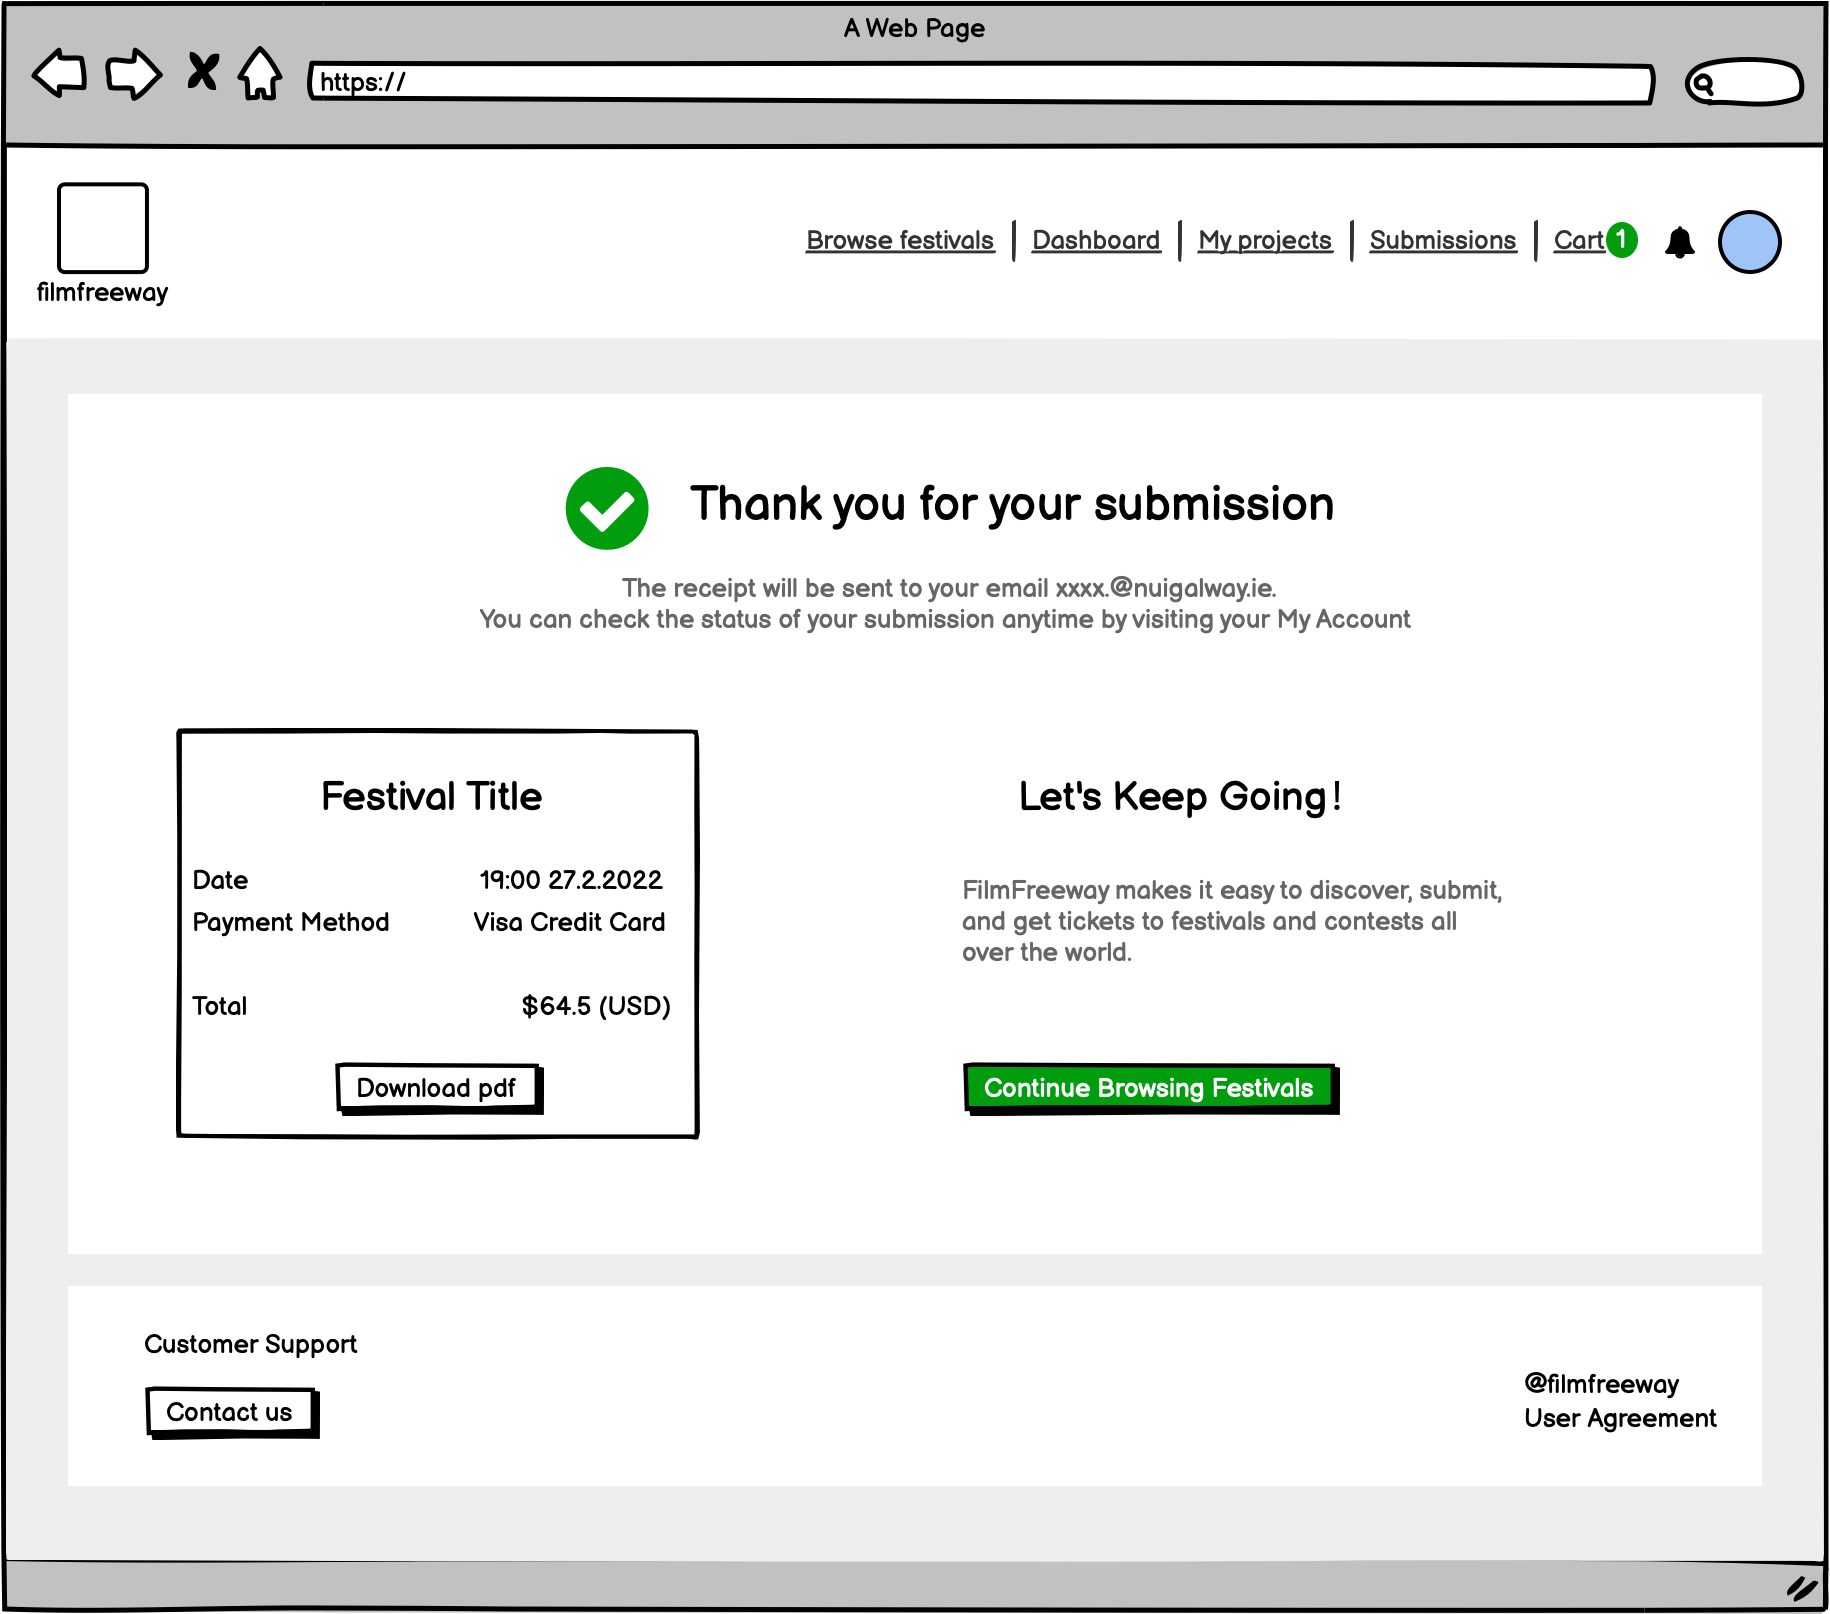 A Web Page
https://
filmfreeway
Browse festivals
Dashboard
My projects
Submissions
Cart 1
Thank you for your submission
The receipt will be sent to your email xxxx.@nuigalway.ie.
You can check the status of your submission anytime by visiting your My Account
Festival Title
Date 19:00 27.2.2022
Payment Method Visa Credit Card
Total $64.5 (USD)
Download pdf
Let's Keep Going!
FilmFreeway makes it easy to discover, submit,
and get tickets to festivals and contests all
over the world.
Continue Browsing Festivals
Customer Support
Contact us
@filmfreeway
User Agreement